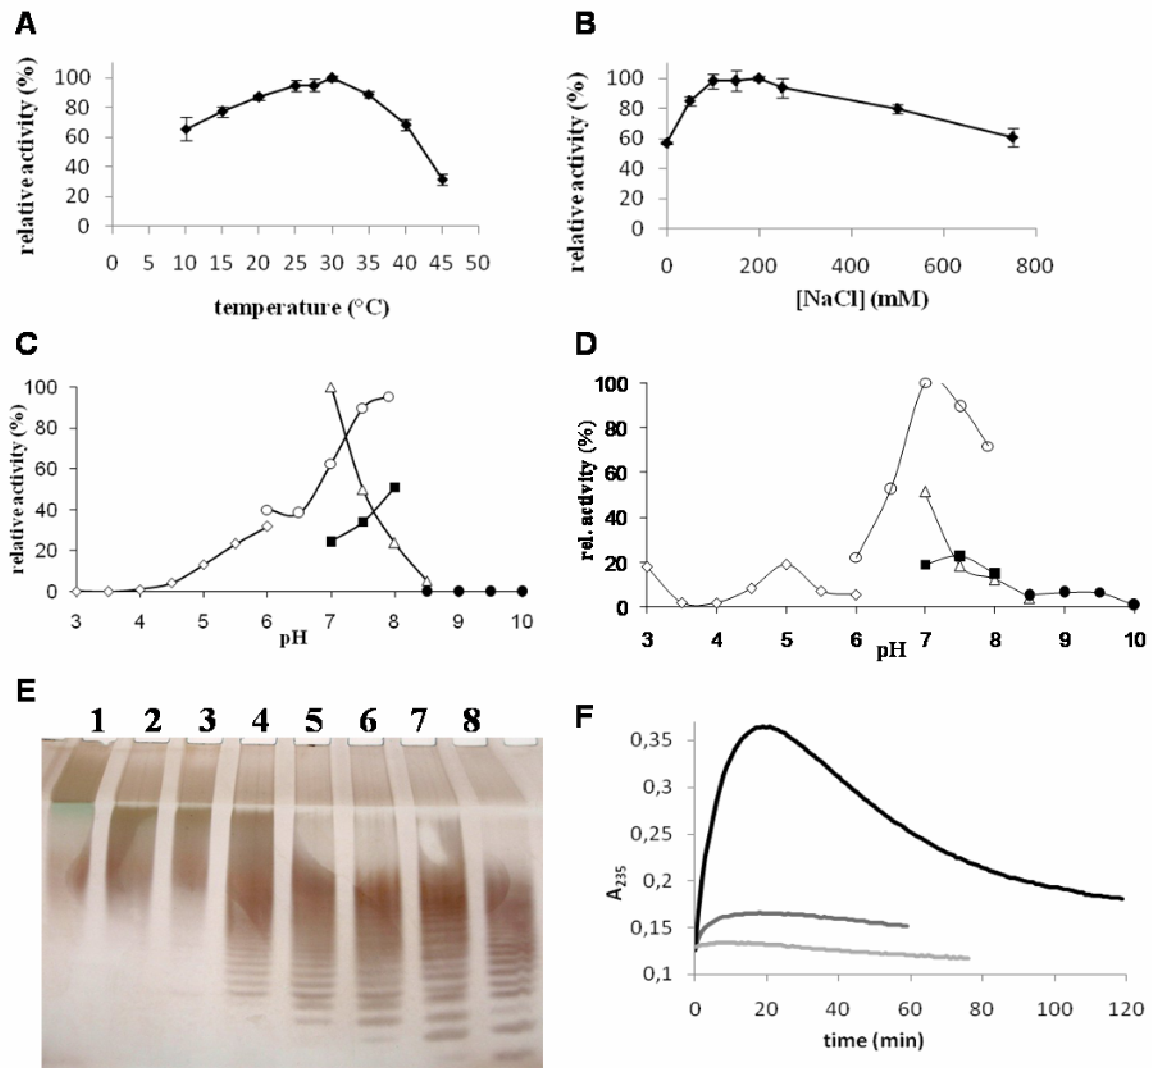 A
relative activity (%)
100
80
60
40
20
0
0 5 10 15 20 25 30 35 40 45 50
temperature (°C)
B
relative activity (%)
100
80
60
40
20
0
0 200 400 600 800
[NaCl] (mM)
C
relative activity (%)
100
80
60
40
20
0
3 4 5 6 7 8 9 10
pH
D
rel. activity (%)
100
80
60
40
20
0
3 4 5 6 7 8 9 10
pH
E
1 2 3 4 5 6 7 8
F
A235
0,35
0,3
0,25
0,2
0,15
0,1
0 20 40 60 80 100 120
time (min)